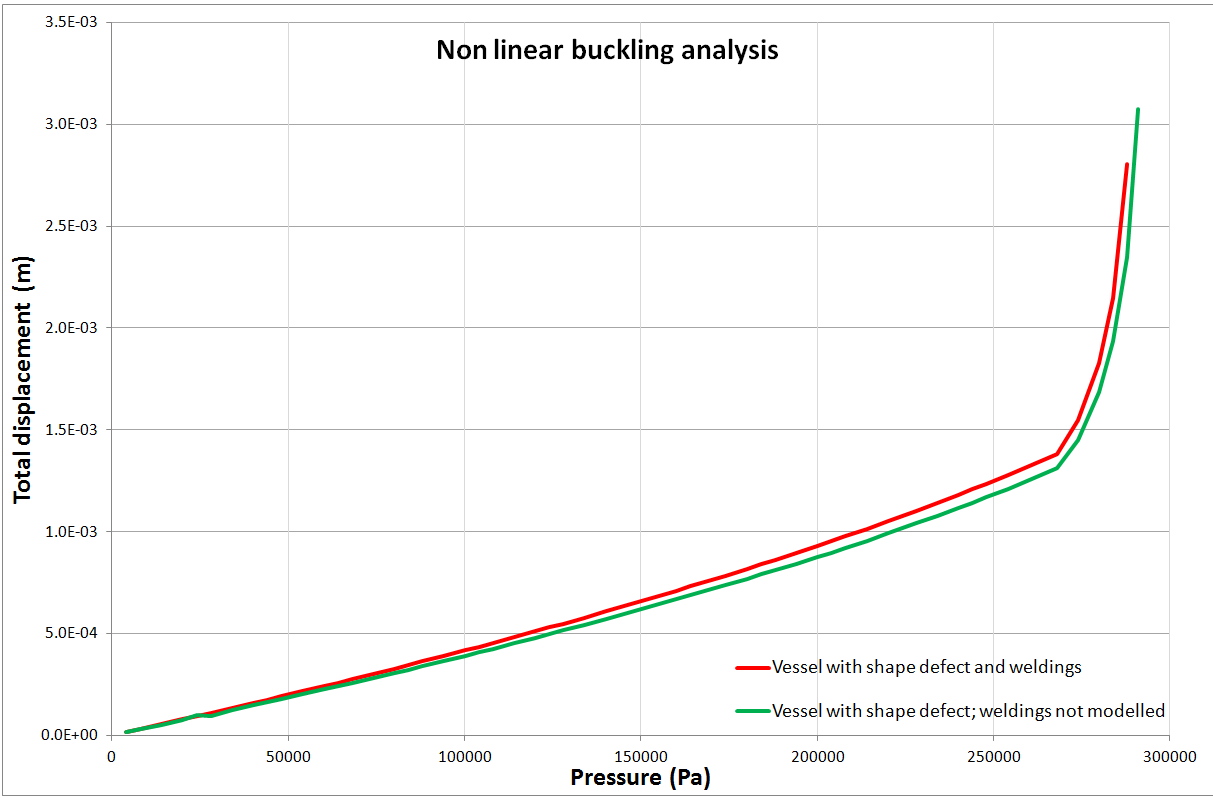 Non linear buckling analysis
3.5E-03
3.0E-03
2.5E-03
2.0E-03
1.5E-03
1.0E-03
5.0E-04
0.0E+00
Total displacement (m)
Vessel with shape defect and weldings
Vessel with shape defect; weldings not modelled
0 50000 100000 150000 200000 250000 300000
Pressure (Pa)